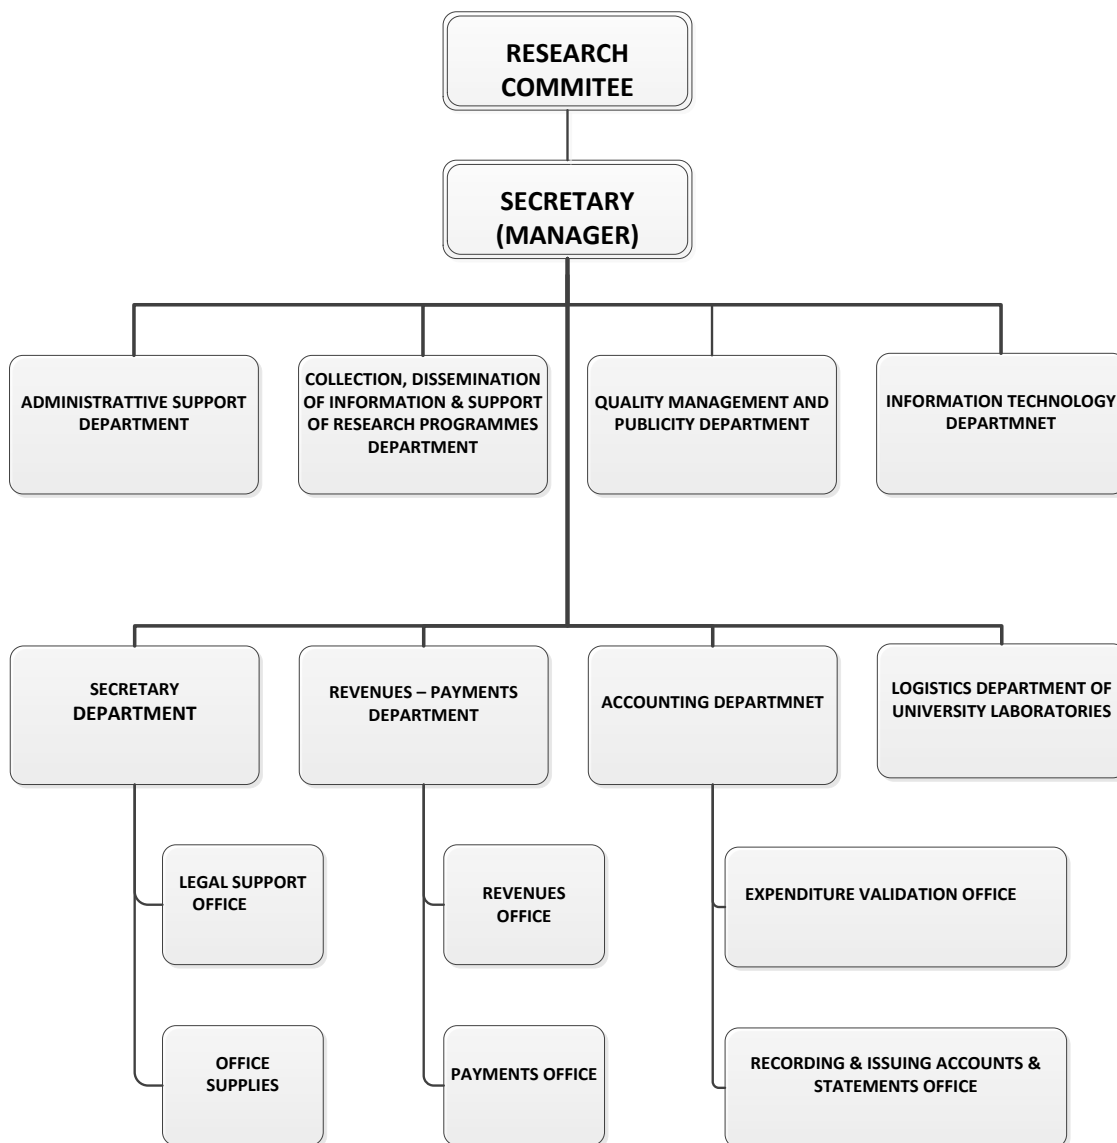 RESEARCH
COMMITEE
SECRETARY
(MANAGER)
ADMINISTRATTIVE SUPPORT
DEPARTMENT
COLLECTION, DISSEMINATION
OF INFORMATION & SUPPORT
OF RESEARCH PROGRAMMES
DEPARTMENT
QUALITY MANAGEMENT AND
PUBLICITY DEPARTMENT
INFORMATION TECHNOLOGY
DEPARTMNET
SECRETARY
DEPARTMENT
REVENUES – PAYMENTS
DEPARTMENT
ACCOUNTING DEPARTMNET
LOGISTICS DEPARTMENT OF
UNIVERSITY LABORATORIES
LEGAL SUPPORT
OFFICE
REVENUES
OFFICE
EXPENDITURE VALIDATION OFFICE
OFFICE
SUPPLIES
PAYMENTS OFFICE
RECORDING & ISSUING ACCOUNTS &
STATEMENTS OFFICE